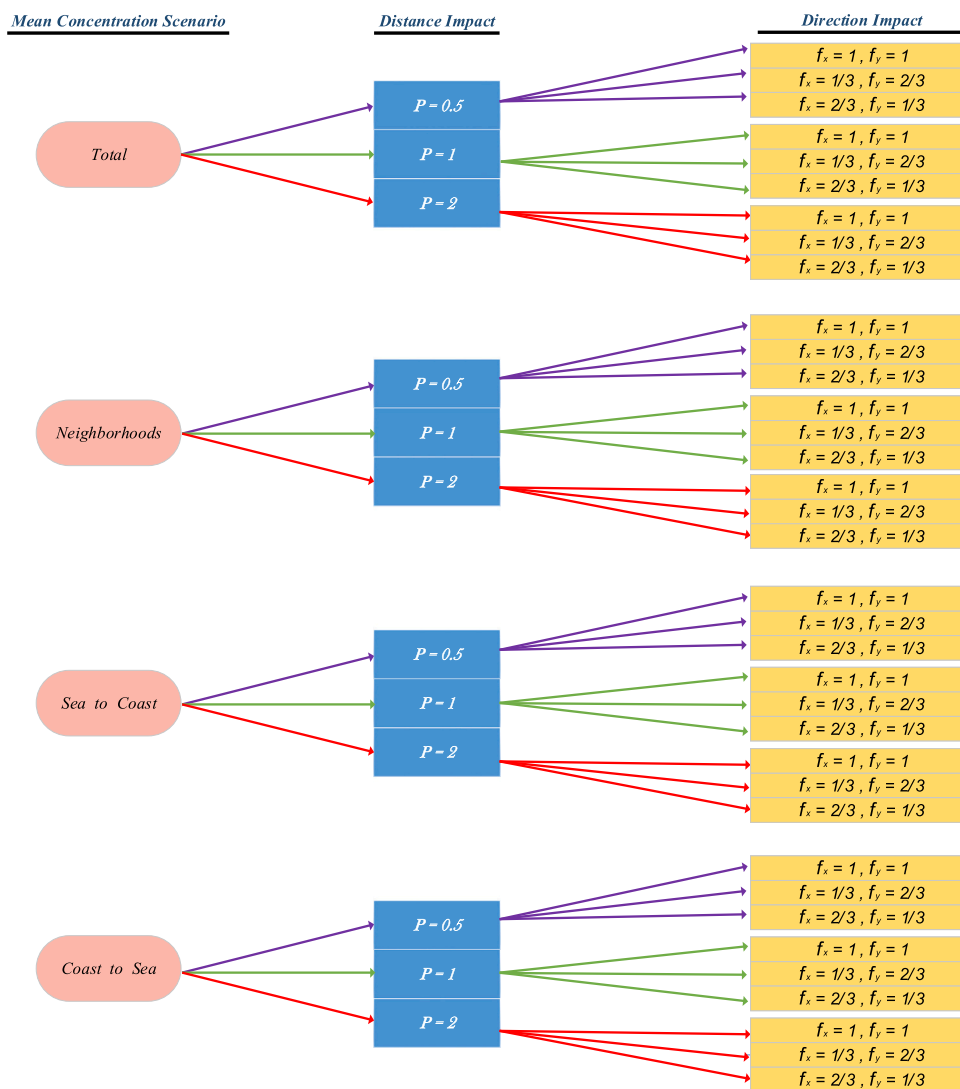 Mean Concentration Scenario
Distance Impact
Direction Impact
Total
P = 0.5
P = 1
P = 2
fx = 1 , fy = 1
fx = 1/3 , fy = 2/3
fx = 2/3 , fy = 1/3
fx = 1 , fy = 1
fx = 1/3 , fy = 2/3
fx = 2/3 , fy = 1/3
fx = 1 , fy = 1
fx = 1/3 , fy = 2/3
fx = 2/3 , fy = 1/3
Neighborhoods
P = 0.5
P = 1
P = 2
fx = 1 , fy = 1
fx = 1/3 , fy = 2/3
fx = 2/3 , fy = 1/3
fx = 1 , fy = 1
fx = 1/3 , fy = 2/3
fx = 2/3 , fy = 1/3
fx = 1 , fy = 1
fx = 1/3 , fy = 2/3
fx = 2/3 , fy = 1/3
Sea to Coast
P = 0.5
P = 1
P = 2
fx = 1 , fy = 1
fx = 1/3 , fy = 2/3
fx = 2/3 , fy = 1/3
fx = 1 , fy = 1
fx = 1/3 , fy = 2/3
fx = 2/3 , fy = 1/3
fx = 1 , fy = 1
fx = 1/3 , fy = 2/3
fx = 2/3 , fy = 1/3
Coast to Sea
P = 0.5
P = 1
P = 2
fx = 1 , fy = 1
fx = 1/3 , fy = 2/3
fx = 2/3 , fy = 1/3
fx = 1 , fy = 1
fx = 1/3 , fy = 2/3
fx = 2/3 , fy = 1/3
fx = 1 , fy = 1
fx = 1/3 , fy = 2/3
fx = 2/3 , fy = 1/3